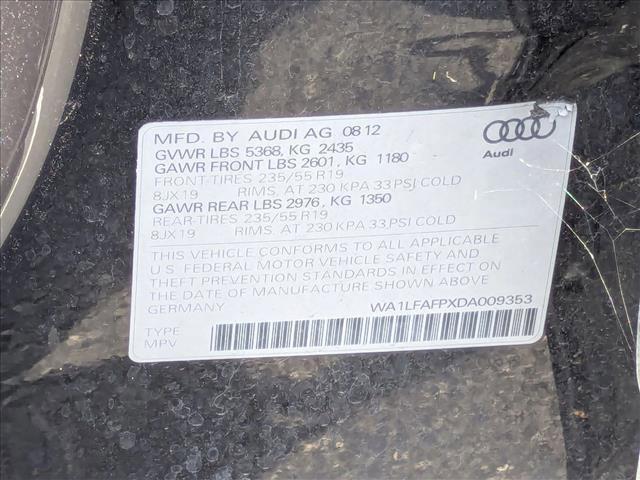 MFD. BY AUDI AG 08 12
GVWR LBS 5368, KG 2435
GAWR FRONT LBS 2601, KG 1180
FRONT-TIRES 235/55 R19
8JX19 RIMS, AT 230 KPA 33 PSI COLD
GAWR REAR LBS 2976, KG 1350
REAR-TIRES 235/55 R19
8JX19 RIMS, AT 230 KPA 33 PSI COLD
Audi
THIS VEHICLE CONFORMS TO ALL APPLICABLE
U.S. FEDERAL MOTOR VEHICLE SAFETY AND
THEFT PREVENTION STANDARDS IN EFFECT ON
THE DATE OF MANUFACTURE SHOWN ABOVE
GERMANY
WA1LFAFPXDA009353
TYPE
MPV